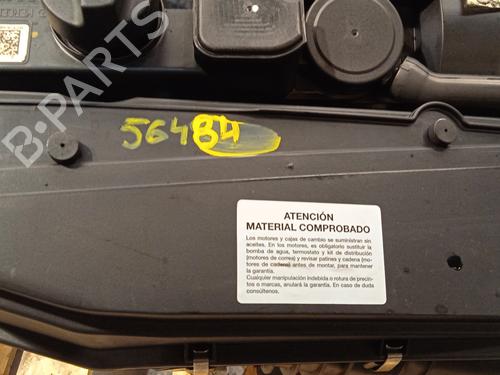 56484
B-PARTS
ATENCIÓN
MATERIAL COMPROBADO
Los motores y cajas de cambio se suministran sin
aceites. En los motores, es obligatorio sustituir la
bomba de agua, termostato y kit de distribución
(motores de correa) y revisar patines y cadena (mo-
tores de cadena) antes de montar, para mantener
la garantía.
Cualquier manipulación indebida o rotura de precin-
tos o marcas, anulará la garantía. En caso de duda
consúltenos.